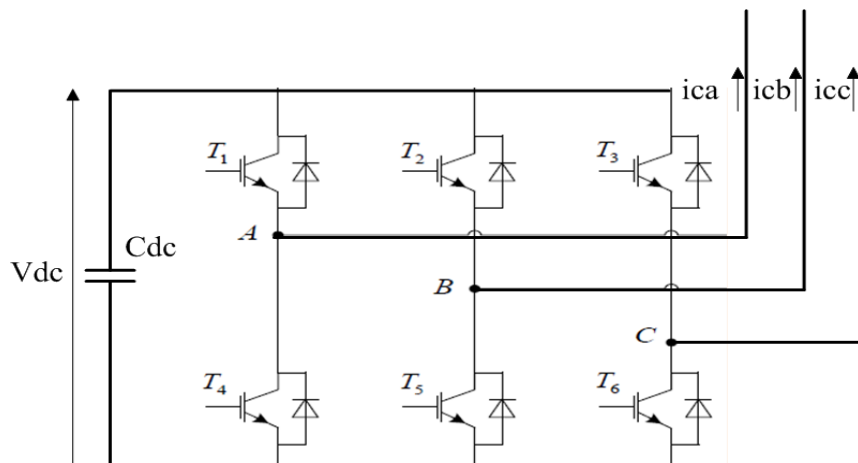 ica icb icc
T1 T2 T3
A
Cdc
Vdc
B
C
T4 T5 T6